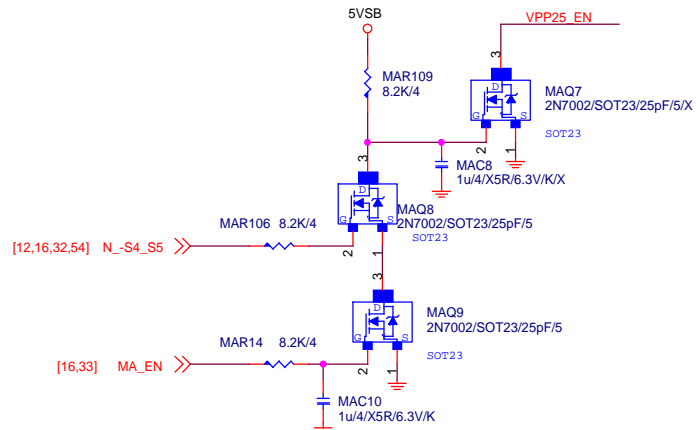 5VSB
VPP25_EN
3
MAR109
8.2K/4
D
G
S
MAQ7
2N7002/SOT23/25pF/5/X
SOT23
2
1
3
MAC8
1u/4/X5R/6.3V/K/X
D
G
S
MAQ8
2N7002/SOT23/25pF/5
SOT23
MAR106 8.2K/4
[12,16,32,54] N_-S4_S5
2
1
3
D
G
S
MAQ9
2N7002/SOT23/25pF/5
SOT23
MAR14 8.2K/4
[16,33] MA_EN
2
1
MAC10
1u/4/X5R/6.3V/K